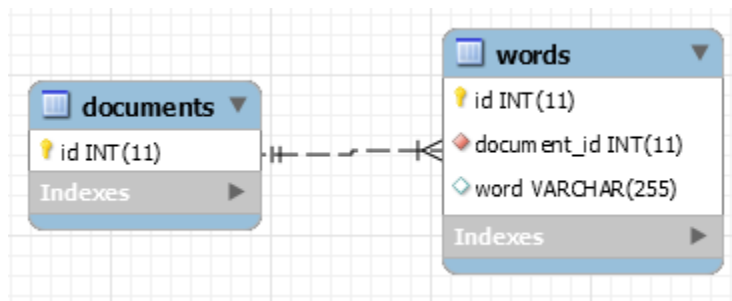 documents
id INT(11)
Indexes
words
id INT(11)
document_id INT(11)
word VARCHAR(255)
Indexes